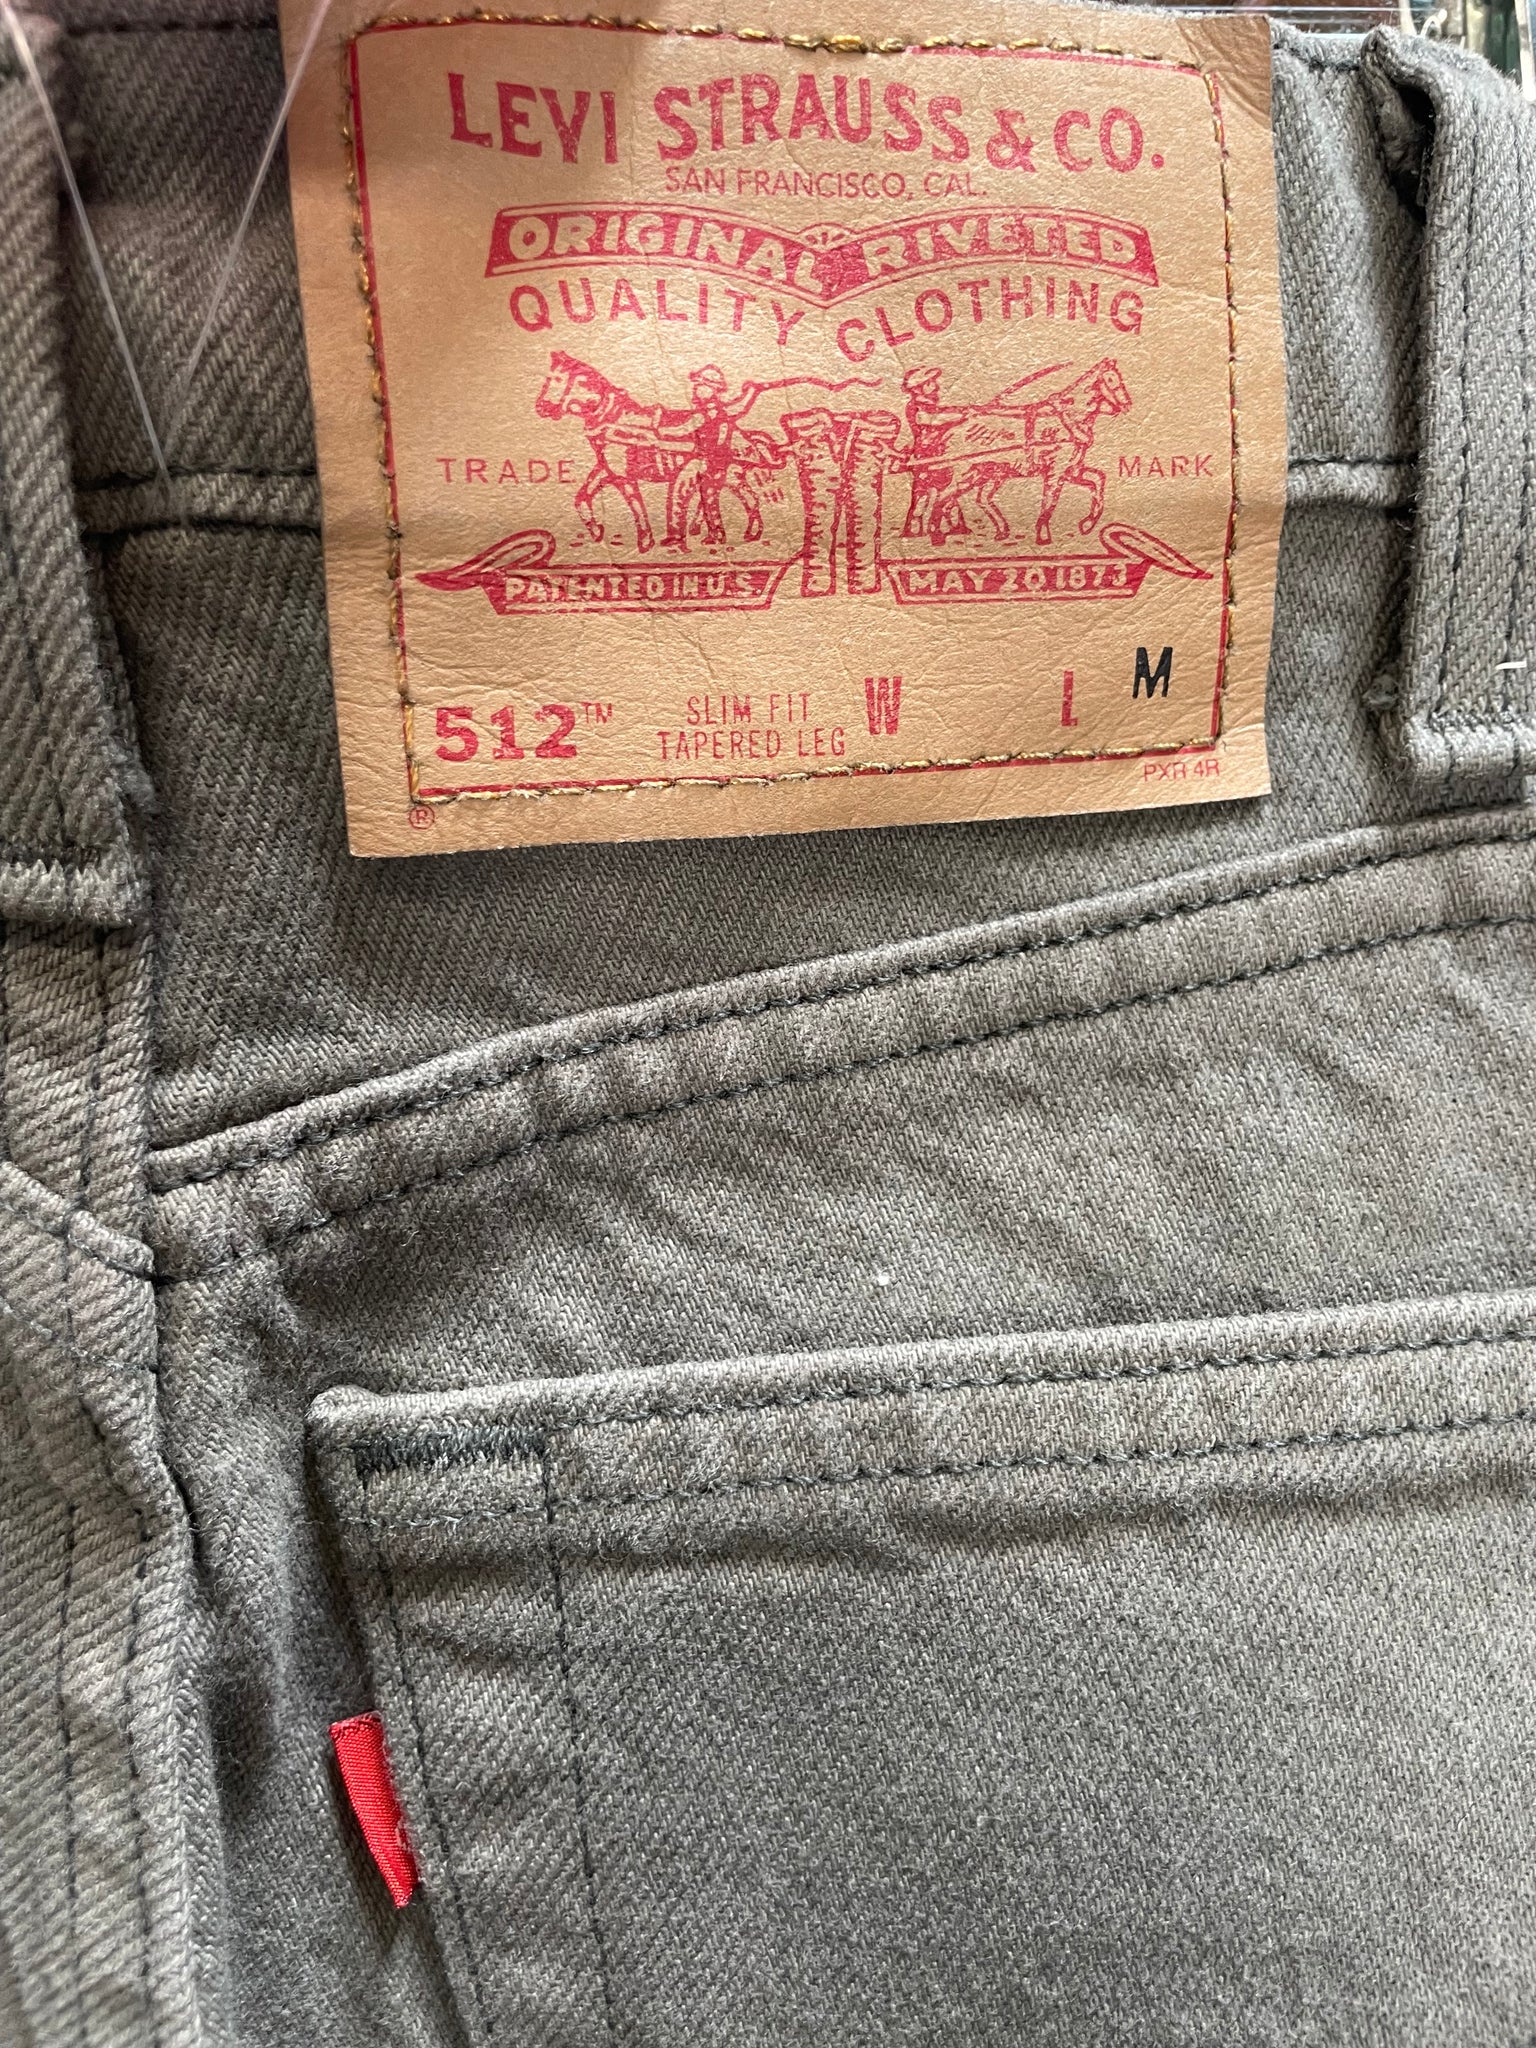 LEVI STRAUSS & CO.
SAN FRANCISCO, CAL.
ORIGINAL RIVETED
QUALITY CLOTHING
TRADE MARK
PATENTED IN U.S. MAY 20 1873
512™ SLIM FIT TAPERED LEG W L M
PXR 4R
®